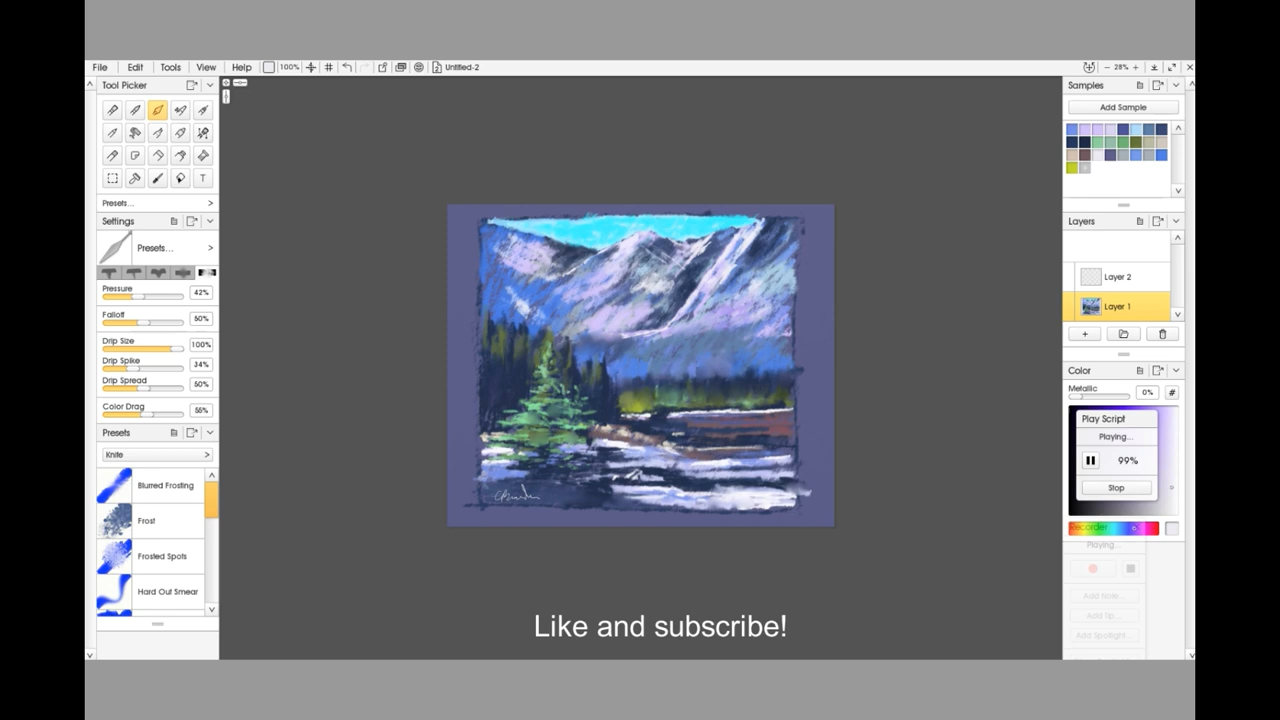 File Edit Tools View Help 100% Untitled-2 28%
Tool Picker
Presets...
Settings
Presets...
Pressure
42%
Falloff
50%
Drip Size
100%
Drip Spike
34%
Drip Spread
50%
Color Drag
55%
Presets
Knife
Blurred Frosting
Frost
Frosted Spots
Hard Out Smear
Samples
Add Sample
Layers
Layer 2
Layer 1
Color
Metallic
0%
#
Play Script
Playing...
99%
Stop
Recorder
Playing...
Add Note...
Add Tip...
Add Spotlight...
Like and subscribe!